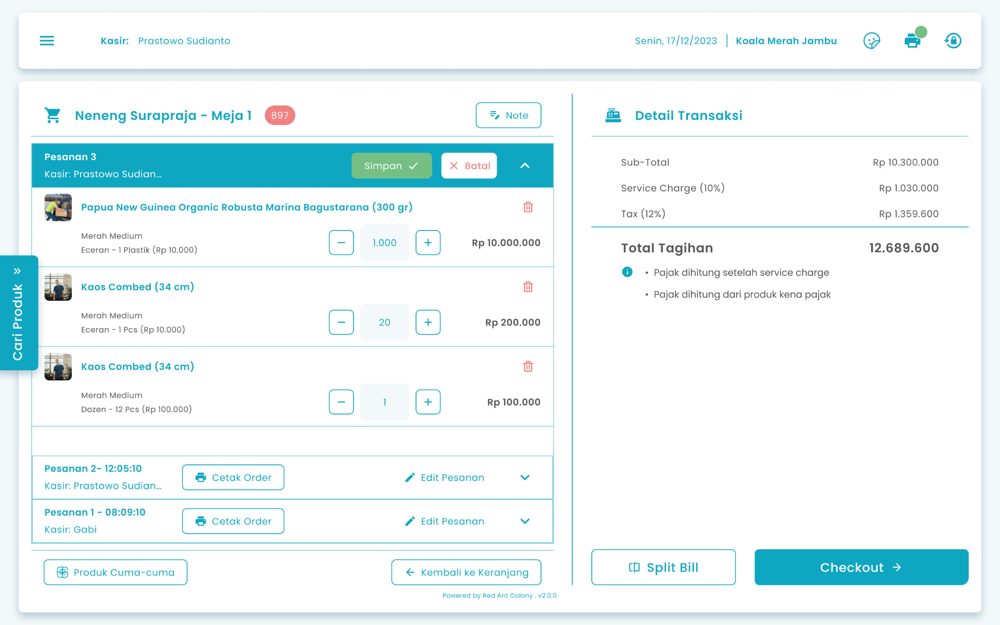 Kasir: Prastowo Sudianto
Senin, 17/12/2023 Koala Merah Jambu
Neneng Surapraja - Meja 1 897 Note
Pesanan 3
Kasir: Prastowo Sudian...
Simpan Batal
Papua New Guinea Organic Robusta Marina Bagustarana (300 gr)
Merah Medium
Eceran - 1 Plastik (Rp 10.000)
1.000 Rp 10.000.000
Kaos Combed (34 cm)
Merah Medium
Eceran - 1 Pcs (Rp 10.000)
20 Rp 200.000
Kaos Combed (34 cm)
Merah Medium
Dozen - 12 Pcs (Rp 100.000)
1 Rp 100.000
Cari Produk
Pesanan 2- 12:05:10
Kasir: Prastowo Sudian...
Cetak Order Edit Pesanan
Pesanan 1 - 08:09:10
Kasir: Gabi
Cetak Order Edit Pesanan
Produk Cuma-cuma Kembali ke Keranjang
Detail Transaksi
Sub-Total Rp 10.300.000
Service Charge (10%) Rp 1.030.000
Tax (12%) Rp 1.359.600
Total Tagihan 12.689.600
• Pajak dihitung setelah service charge
• Pajak dihitung dari produk kena pajak
Split Bill Checkout
Powered by Red Ant Colony . v2.0.0